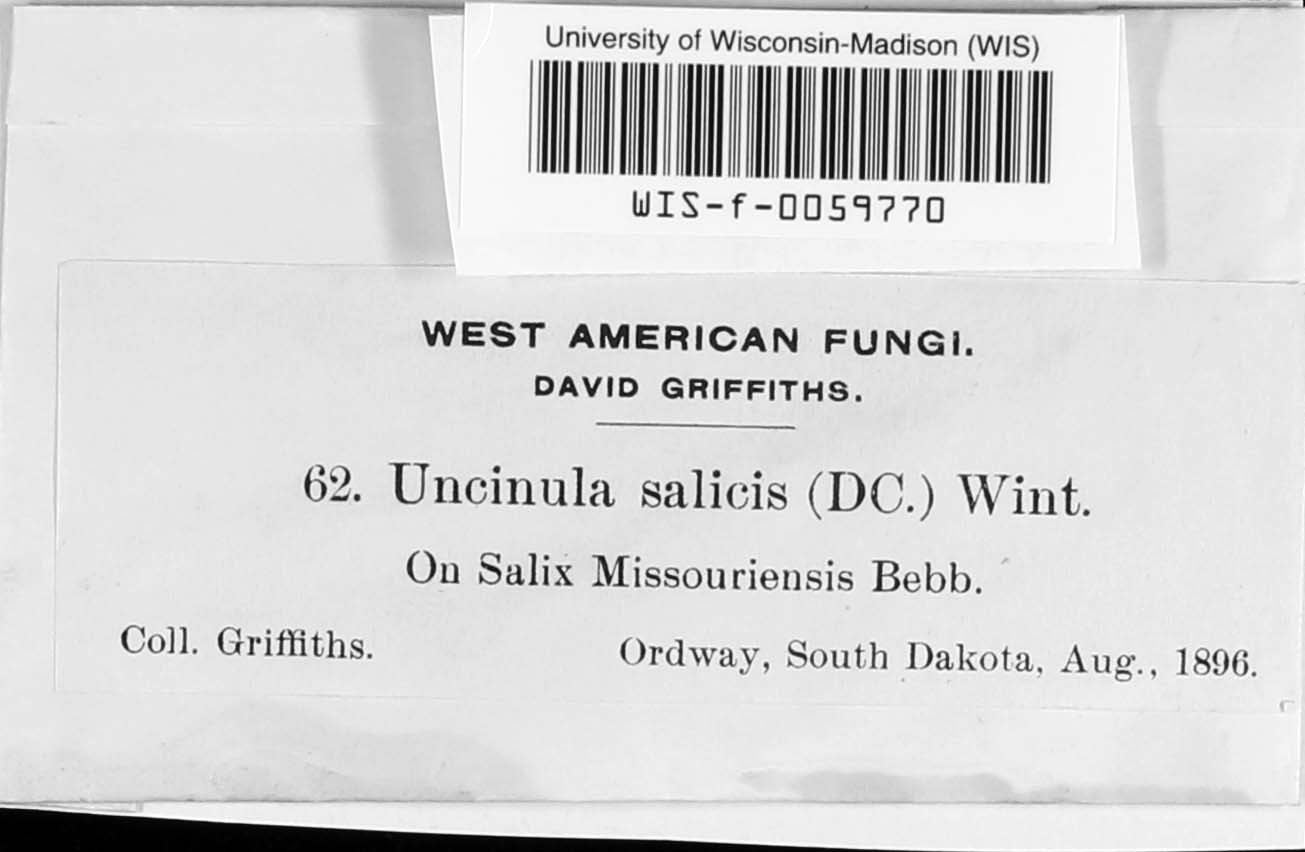 University of Wisconsin-Madison (WIS)
WIS-f-0059770
WEST AMERICAN FUNGI.
DAVID GRIFFITHS.
62. Uncinula salicis (DC.) Wint.
On Salix Missouriensis Bebb.
Coll. Griffiths. Ordway, South Dakota, Aug., 1896.